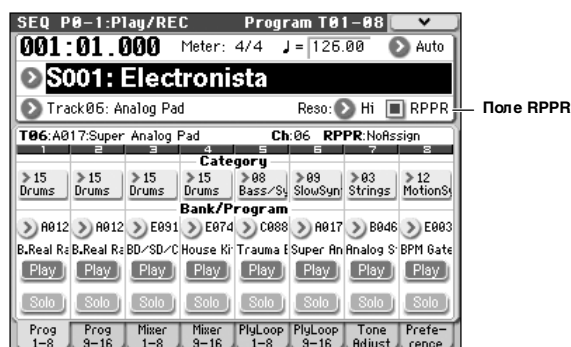 SEQ P0-1:Play/REC Program T01-08
001:01.000 Meter: 4/4 ♩= 126.00 Auto
S001: Electronista
Track06: Analog Pad Reso: Hi RPPR
Поле RPPR
T06:A017:Super Analog Pad Ch:06 RPPR:NoAssign
1 2 3 4 5 6 7 8
Category
15 15 15 15 08 09 03 12
Drums Drums Drums Drums Bass/Sy SlowSyn Strings MotionSy
Bank/Program
A012 A012 E091 E074 C088 A017 B046 E003
B.Real Ra B.Real Ra BD/SD/C House Ki Trauma Super An Analog S BPM Gate
Play Play Play Play Play Play Play Play
Solo Solo Solo Solo Solo Solo Solo Solo
Prog 1-8 Prog 9-16 Mixer 1-8 Mixer 9-16 PlyLoop 1-8 PlyLoop 9-16 Tone Adjust Prefe-rence